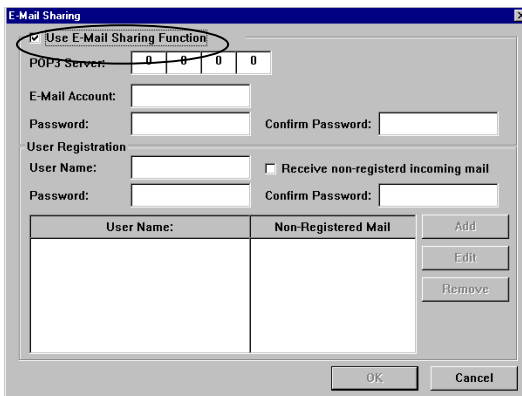 E-Mail Sharing
Use E-Mail Sharing Function
POP3 Server: 0 0 0 0
E-Mail Account:
Password: Confirm Password:
User Registration
User Name: Receive non-registerd incoming mail
Password: Confirm Password:
User Name: Non-Registered Mail Add
Edit
Remove
OK Cancel